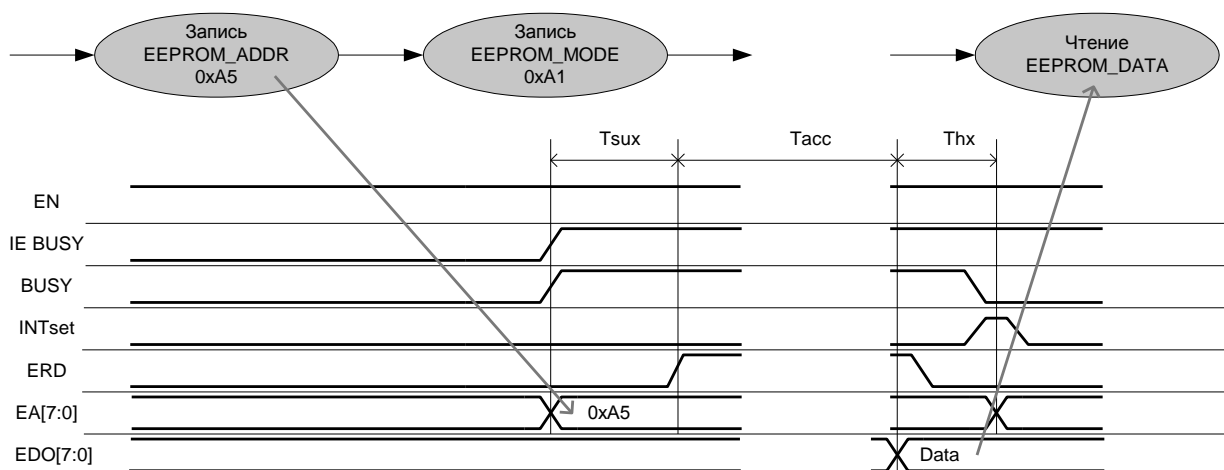 Запись
EEPROM_ADDR
0xA5
Запись
EEPROM_MODE
0xA1
Чтение
EEPROM_DATA
Tsux
Tacc
Thx
EN
IE BUSY
BUSY
INTset
ERD
EA[7:0]
0xA5
EDO[7:0]
Data